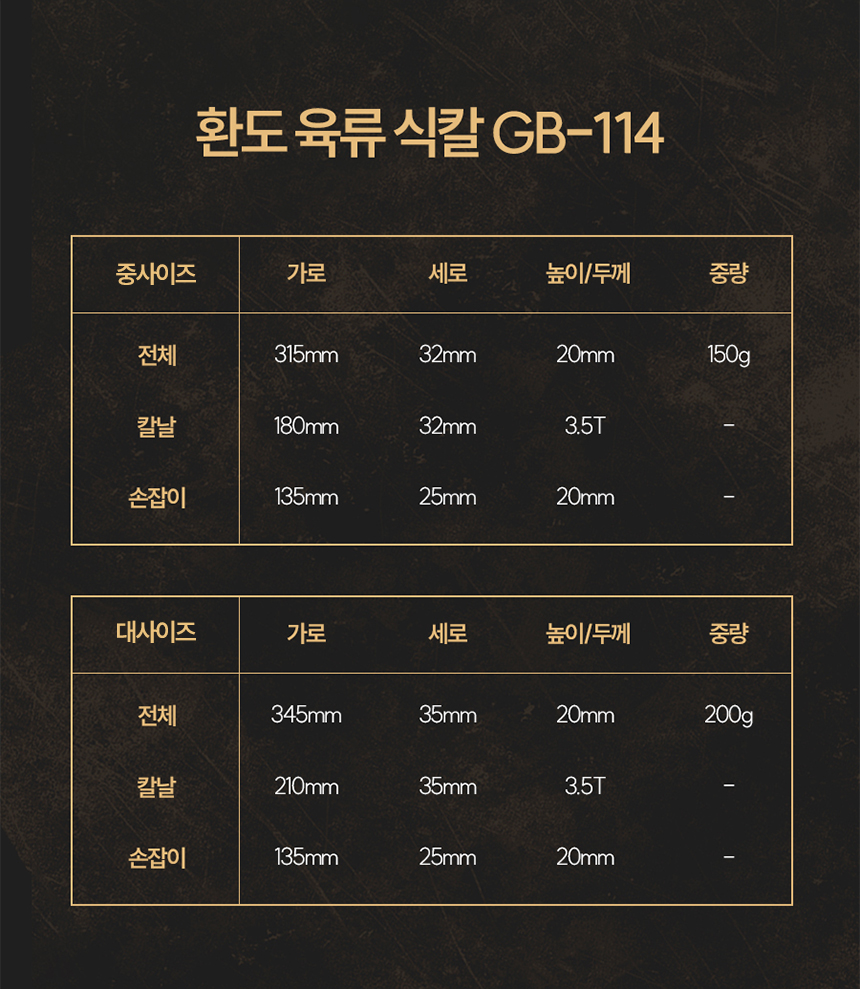 환도 육류 식칼 GB-114
중사이즈 가로 세로 높이/두께 중량
전체 315mm 32mm 20mm 150g
칼날 180mm 32mm 3.5T -
손잡이 135mm 25mm 20mm -
대사이즈 가로 세로 높이/두께 중량
전체 345mm 35mm 20mm 200g
칼날 210mm 35mm 3.5T -
손잡이 135mm 25mm 20mm -